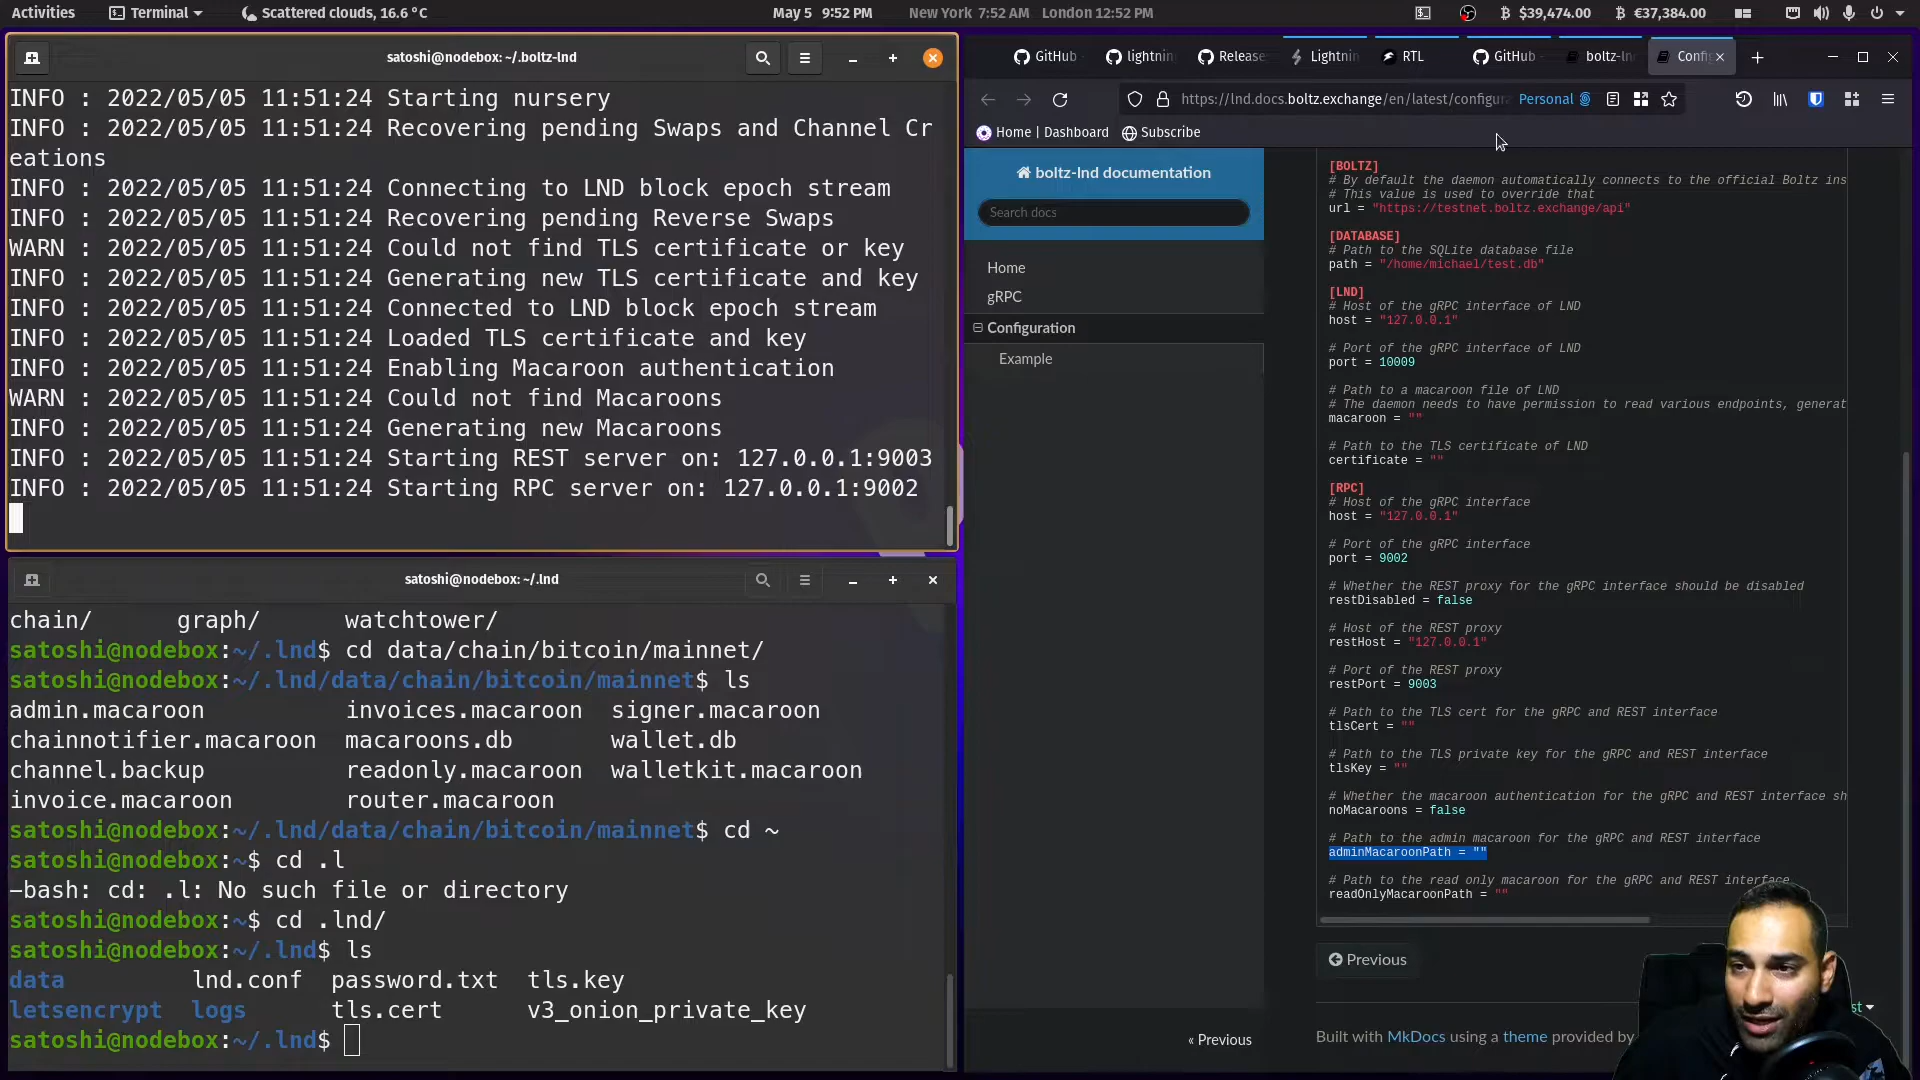 Activities
Terminal
Scattered clouds, 16.6 °C
May 5 9:52 PM
New York 7:52 AM London 12:52 PM
$39,474.00
€37,384.00
satoshi@nodebox: ~/.boltz-lnd
INFO : 2022/05/05 11:51:24 Starting nursery
INFO : 2022/05/05 11:51:24 Recovering pending Swaps and Channel Cr
eations
INFO : 2022/05/05 11:51:24 Connecting to LND block epoch stream
INFO : 2022/05/05 11:51:24 Recovering pending Reverse Swaps
WARN : 2022/05/05 11:51:24 Could not find TLS certificate or key
INFO : 2022/05/05 11:51:24 Generating new TLS certificate and key
INFO : 2022/05/05 11:51:24 Connected to LND block epoch stream
INFO : 2022/05/05 11:51:24 Loaded TLS certificate and key
INFO : 2022/05/05 11:51:24 Enabling Macaroon authentication
WARN : 2022/05/05 11:51:24 Could not find Macaroons
INFO : 2022/05/05 11:51:24 Generating new Macaroons
INFO : 2022/05/05 11:51:24 Starting REST server on: 127.0.0.1:9003
INFO : 2022/05/05 11:51:24 Starting RPC server on: 127.0.0.1:9002
satoshi@nodebox: ~/.lnd
chain/ graph/ watchtower/
satoshi@nodebox:~/.lnd$ cd data/chain/bitcoin/mainnet/
satoshi@nodebox:~/.lnd/data/chain/bitcoin/mainnet$ ls
admin.macaroon invoices.macaroon signer.macaroon
chainnotifier.macaroon macaroons.db wallet.db
channel.backup readonly.macaroon walletkit.macaroon
invoice.macaroon router.macaroon
satoshi@nodebox:~/.lnd/data/chain/bitcoin/mainnet$ cd ~
satoshi@nodebox:~$ cd .l
-bash: cd: .l: No such file or directory
satoshi@nodebox:~$ cd .lnd/
satoshi@nodebox:~/.lnd$ ls
data lnd.conf password.txt tls.key
letsencrypt logs tls.cert v3_onion_private_key
satoshi@nodebox:~/.lnd$
GitHub
lightnin
Release
Lightnin
RTL
GitHub
boltz-ln
Confi
https://lnd.docs.boltz.exchange/en/latest/configur
Personal
Home | Dashboard
Subscribe
boltz-lnd documentation
Search docs
Home
gRPC
Configuration
Example
« Previous
[BOLTZ]
# By default the daemon automatically connects to the official Boltz ins
# This value is used to override that
url = "https://testnet.boltz.exchange/api"
[DATABASE]
# Path to the SQLite database file
path = "/home/michael/test.db"
[LND]
# Host of the gRPC interface of LND
host = "127.0.0.1"
# Port of the gRPC interface of LND
port = 10009
# Path to a macaroon file of LND
# The daemon needs to have permission to read various endpoints, generat
macaroon = ""
# Path to the TLS certificate of LND
certificate = ""
[RPC]
# Host of the gRPC interface
host = "127.0.0.1"
# Port of the gRPC interface
port = 9002
# Whether the REST proxy for the gRPC interface should be disabled
restDisabled = false
# Host of the REST proxy
restHost = "127.0.0.1"
# Port of the REST proxy
restPort = 9003
# Path to the TLS cert for the gRPC and REST interface
tlsCert = ""
# Path to the TLS private key for the gRPC and REST interface
tlsKey = ""
# Whether the macaroon authentication for the gRPC and REST interface sh
noMacaroons = false
# Path to the admin macaroon for the gRPC and REST interface
adminMacaroonPath = ""
# Path to the read only macaroon for the gRPC and REST interface
readOnlyMacaroonPath = ""
Previous
Built with MkDocs using a theme provided by
st